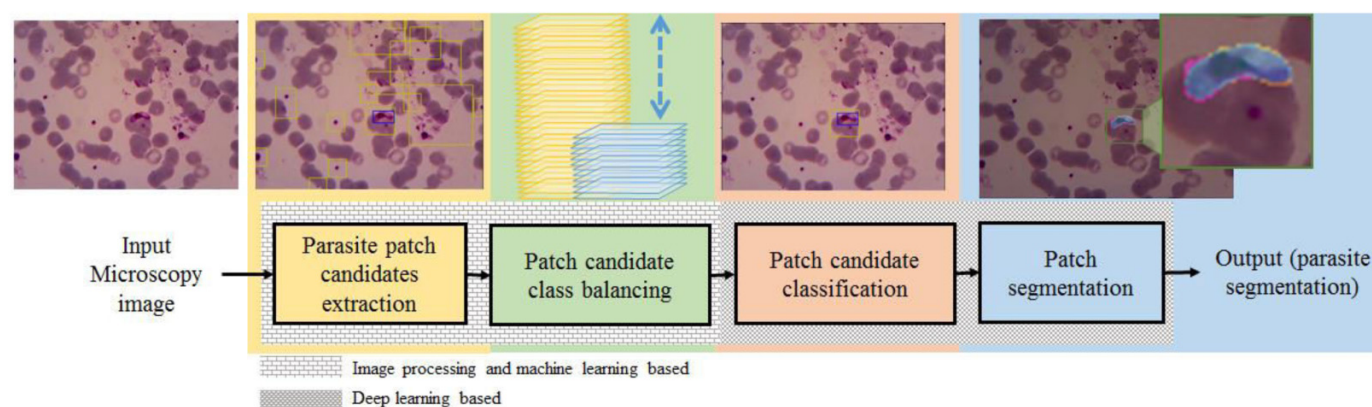 Input
Microscopy
image
Parasite patch
candidates
extraction
Patch candidate
class balancing
Patch candidate
classification
Patch
segmentation
Output (parasite
segmentation)
Image processing and machine learning based
Deep learning based